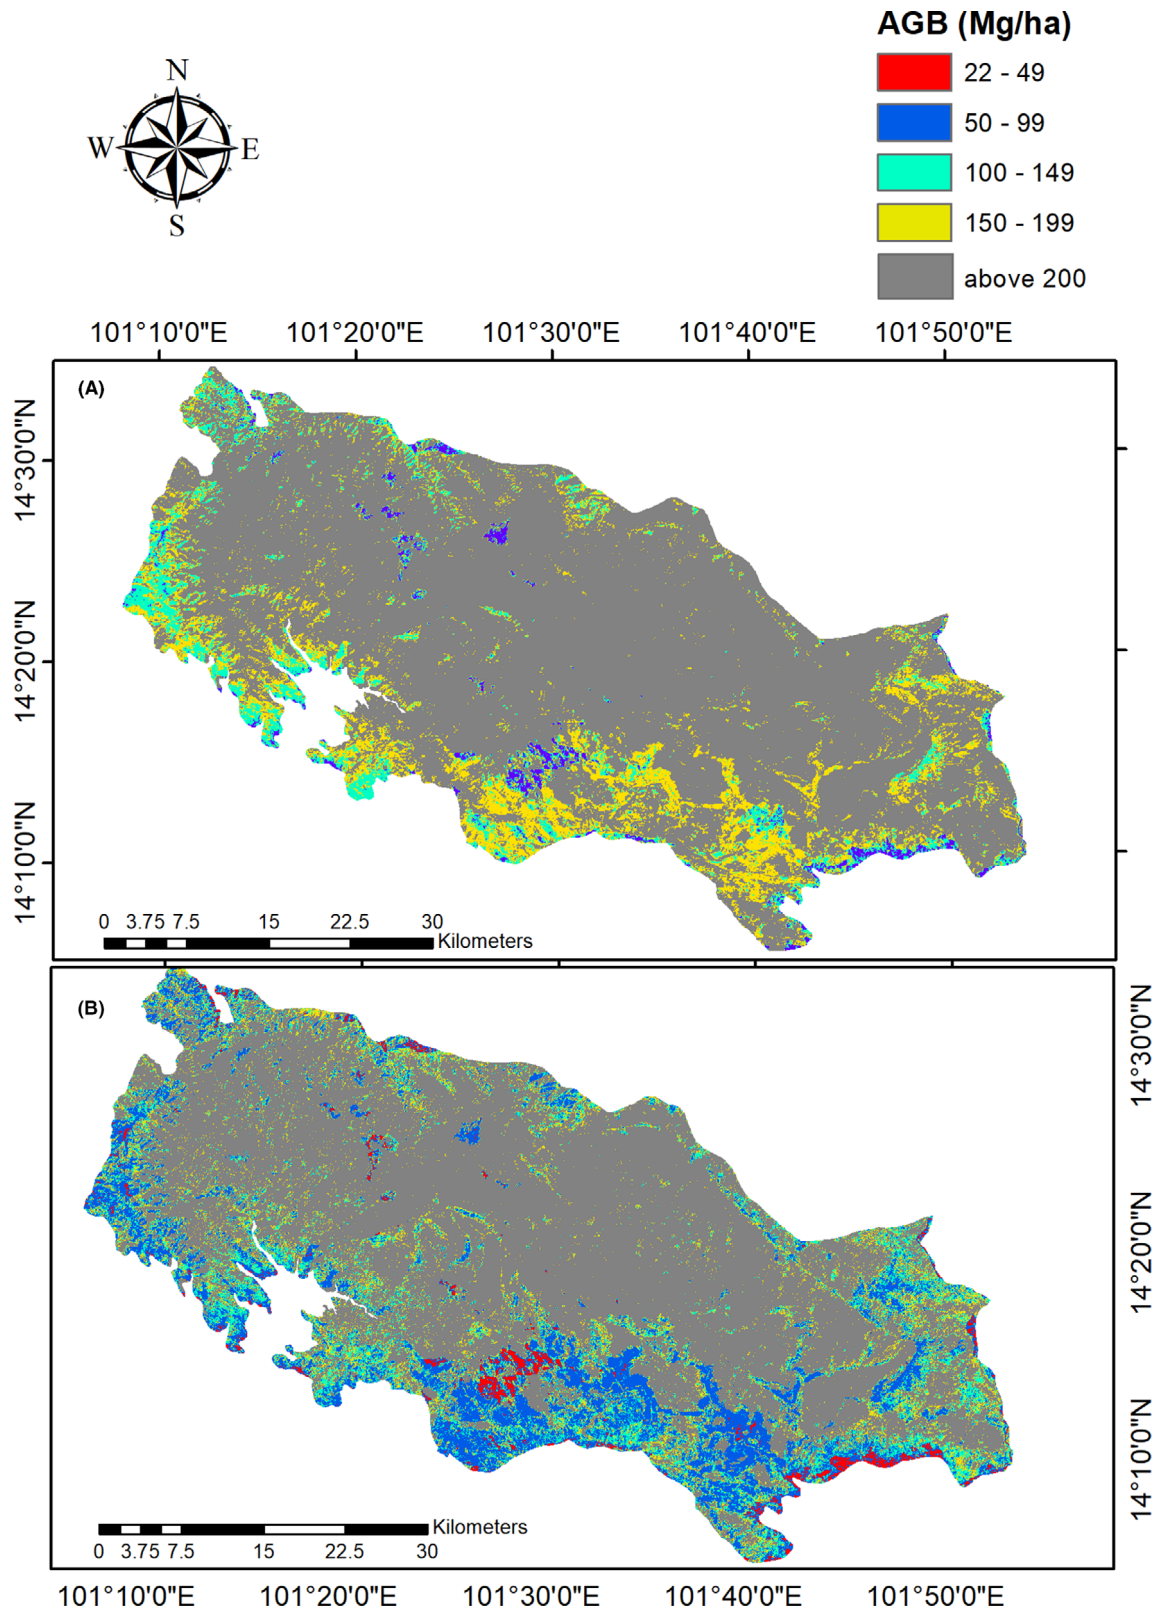 AGB (Mg/ha)
22 - 49
50 - 99
100 - 149
150 - 199
above 200
N
W E
S
101°10'0"E 101°20'0"E 101°30'0"E 101°40'0"E 101°50'0"E
(A)
14°30'0"N
14°20'0"N
14°10'0"N
0 3.75 7.5 15 22.5 30
Kilometers
(B)
14°30'0"N
14°20'0"N
14°10'0"N
Kilometers
0 3.75 7.5 15 22.5 30
101°10'0"E 101°20'0"E 101°30'0"E 101°40'0"E 101°50'0"E